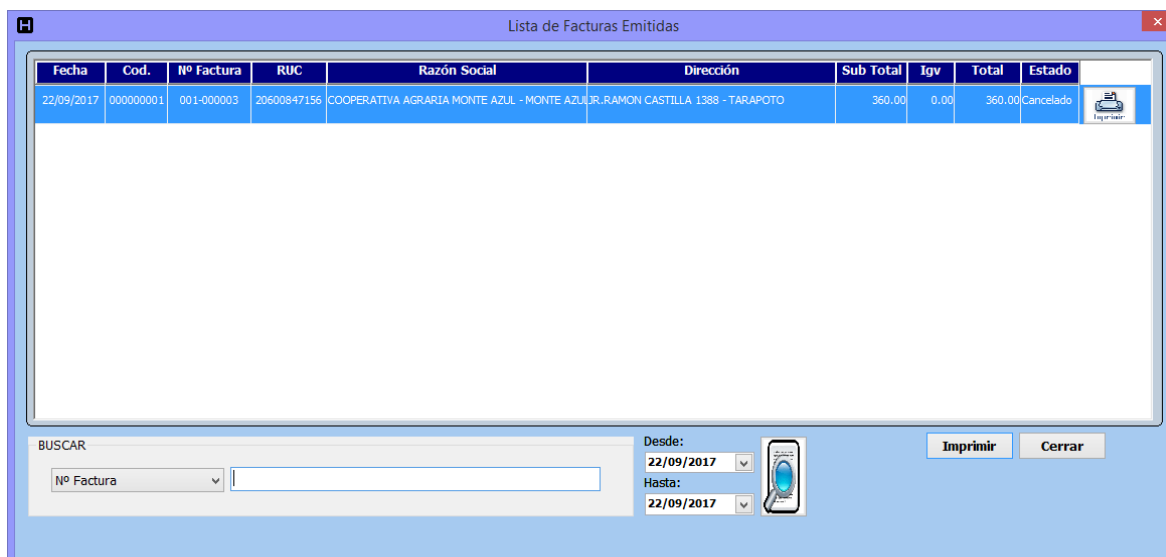 H
Lista de Facturas Emitidas
Fecha Cod. Nº Factura RUC Razón Social Dirección Sub Total Igv Total Estado
22/09/2017 000000001 001-000003 20600847156 COOPERATIVA AGRARIA MONTE AZUL - MONTE AZUL JR.RAMON CASTILLA 1388 - TARAPOTO 360.00 0.00 360.00 Cancelado
Imprimir
BUSCAR
Nº Factura
Desde:
22/09/2017
Hasta:
22/09/2017
Imprimir Cerrar